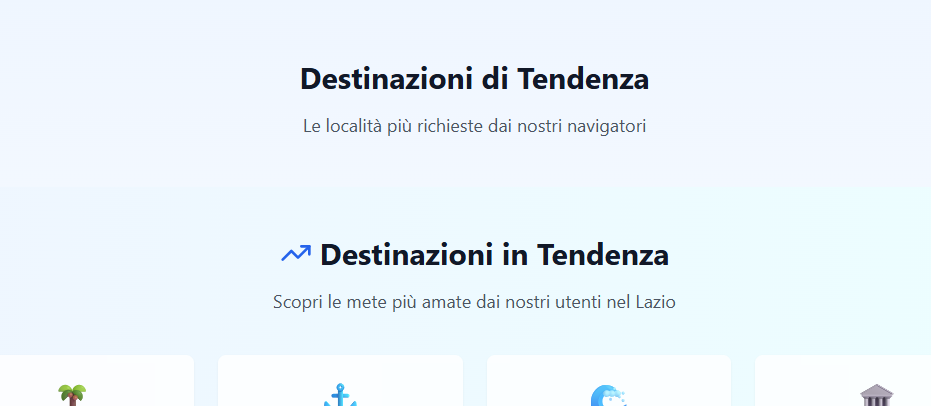 Destinazioni di Tendenza
Le località più richieste dai nostri navigatori
Destinazioni in Tendenza
Scopri le mete più amate dai nostri utenti nel Lazio